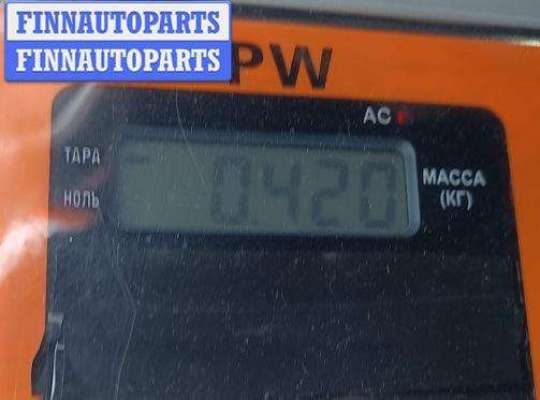 FINNAUTOPARTS
FINNAUTOPARTS
PW
AC
ТАРА
0.420
МАССА
(КГ)
НОЛЬ